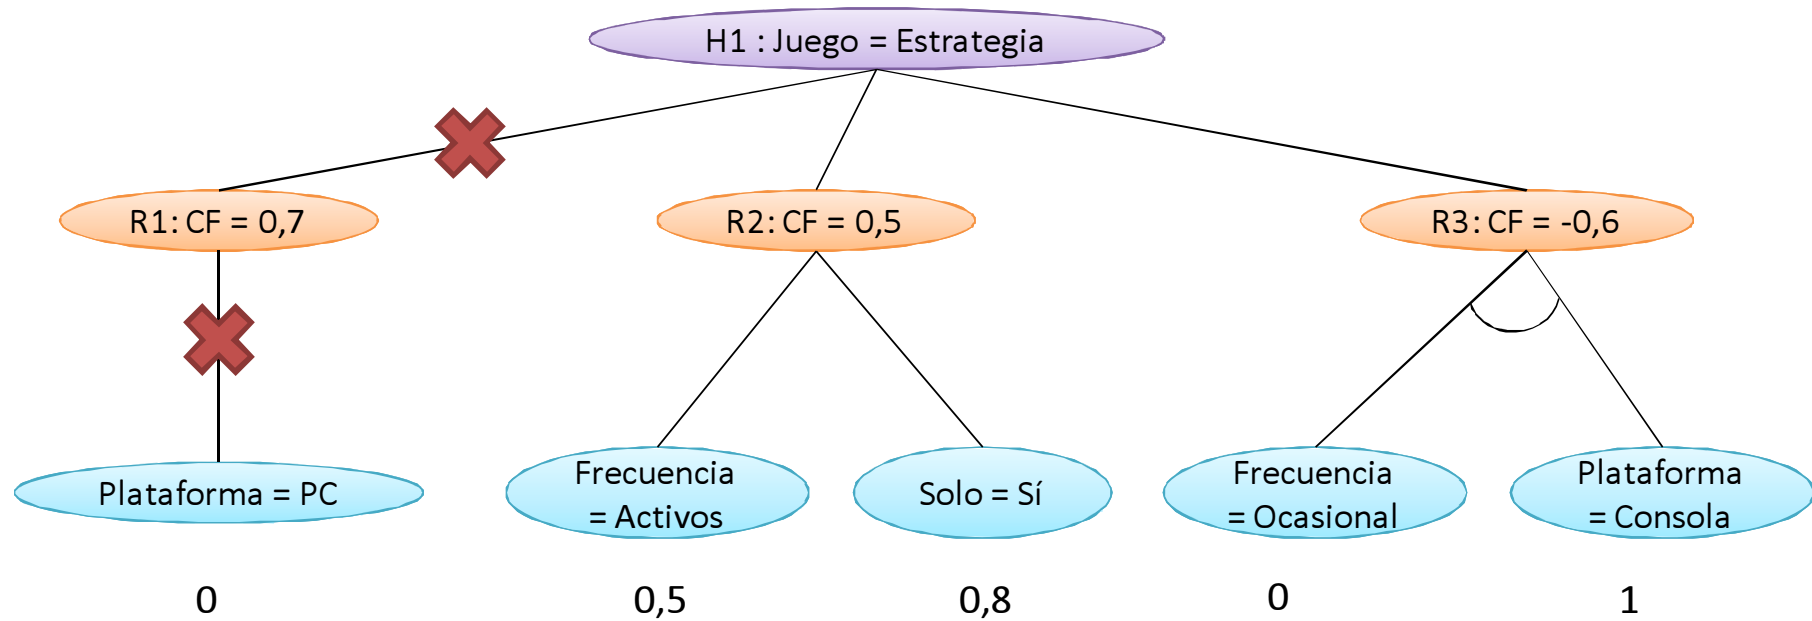 H1 : Juego = Estrategia
R1: CF = 0,7
R2: CF = 0,5
R3: CF = -0,6
Plataforma = PC
Frecuencia
= Activos
Solo = Sí
Frecuencia
= Ocasional
Plataforma
= Consola
0
0,5
0,8
0
1